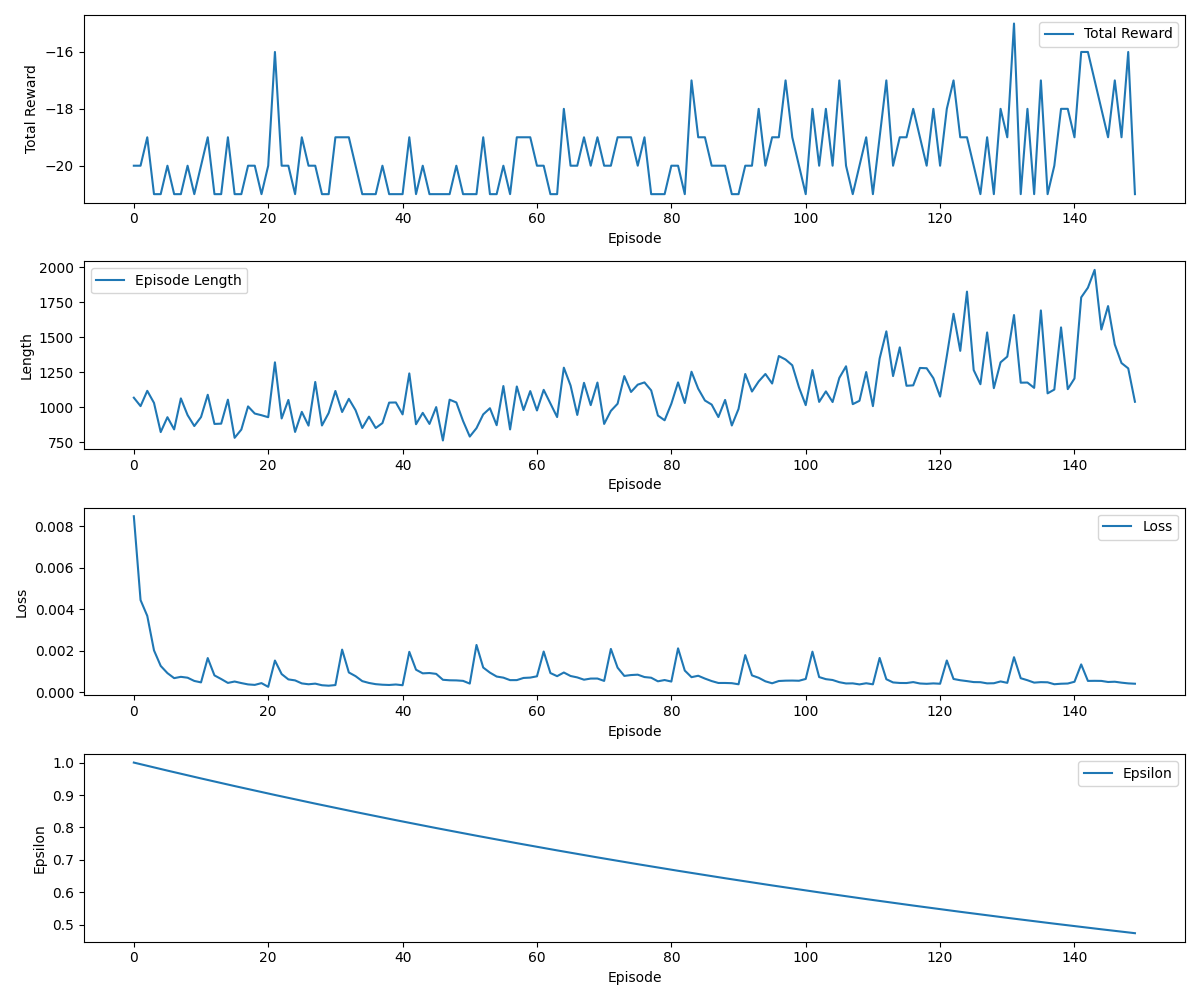 Total Reward
−16
−18
−20
Total Reward
0 20 40 60 80 100 120 140
Episode
Episode Length
2000
1750
1500
1250
1000
750
Length
0 20 40 60 80 100 120 140
Episode
Loss
0.008
0.006
0.004
0.002
0.000
Loss
0 20 40 60 80 100 120 140
Episode
Epsilon
1.0
0.9
0.8
0.7
0.6
0.5
Epsilon
0 20 40 60 80 100 120 140
Episode